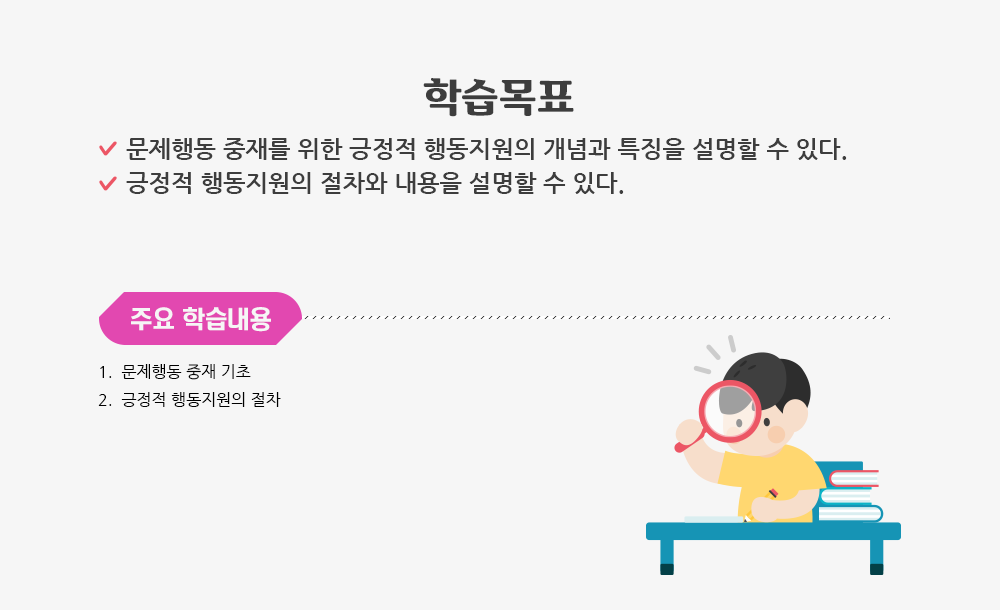 학습목표
문제행동 중재를 위한 긍정적 행동지원의 개념과 특징을 설명할 수 있다.
긍정적 행동지원의 절차와 내용을 설명할 수 있다.
주요 학습내용
1. 문제행동 중재 기초
2. 긍정적 행동지원의 절차